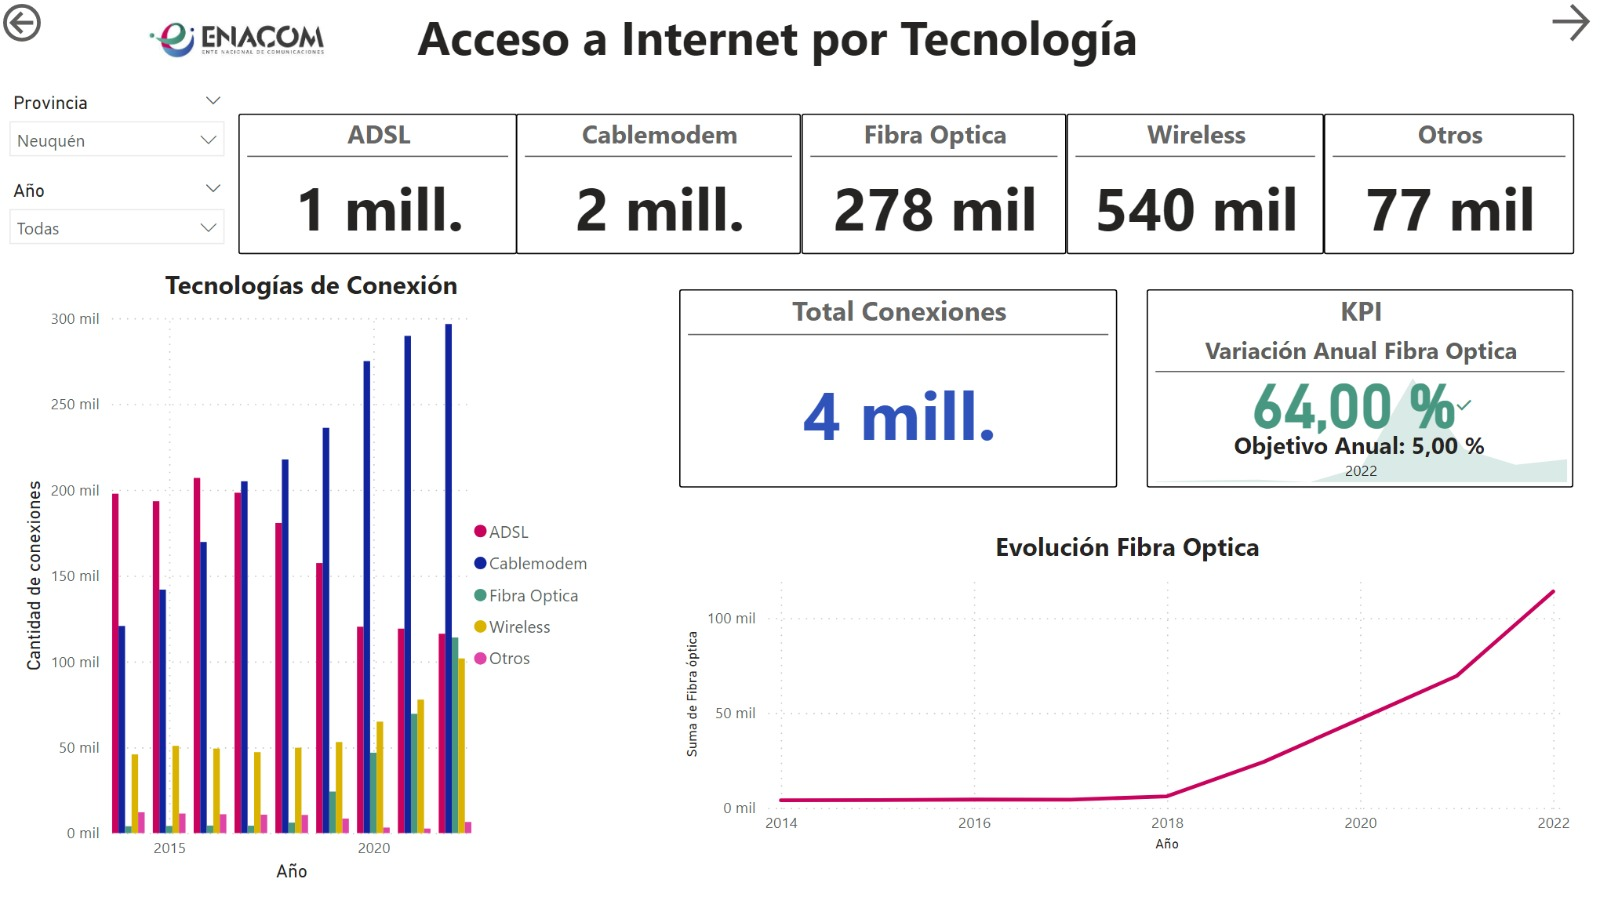 ENACOM
ENTE NACIONAL DE COMUNICACIONES
Acceso a Internet por Tecnología
Provincia
Neuquén
Año
Todas
ADSL
1 mill.
Cablemodem
2 mill.
Fibra Optica
278 mil
Wireless
540 mil
Otros
77 mil
Tecnologías de Conexión
300 mil
250 mil
200 mil
150 mil
100 mil
50 mil
0 mil
Cantidad de conexiones
2015
2020
Año
ADSL
Cablemodem
Fibra Optica
Wireless
Otros
Total Conexiones
4 mill.
KPI
Variación Anual Fibra Optica
64,00 %
Objetivo Anual: 5,00 %
2022
Evolución Fibra Optica
Suma de Fibra óptica
100 mil
50 mil
0 mil
2014
2016
2018
2020
2022
Año